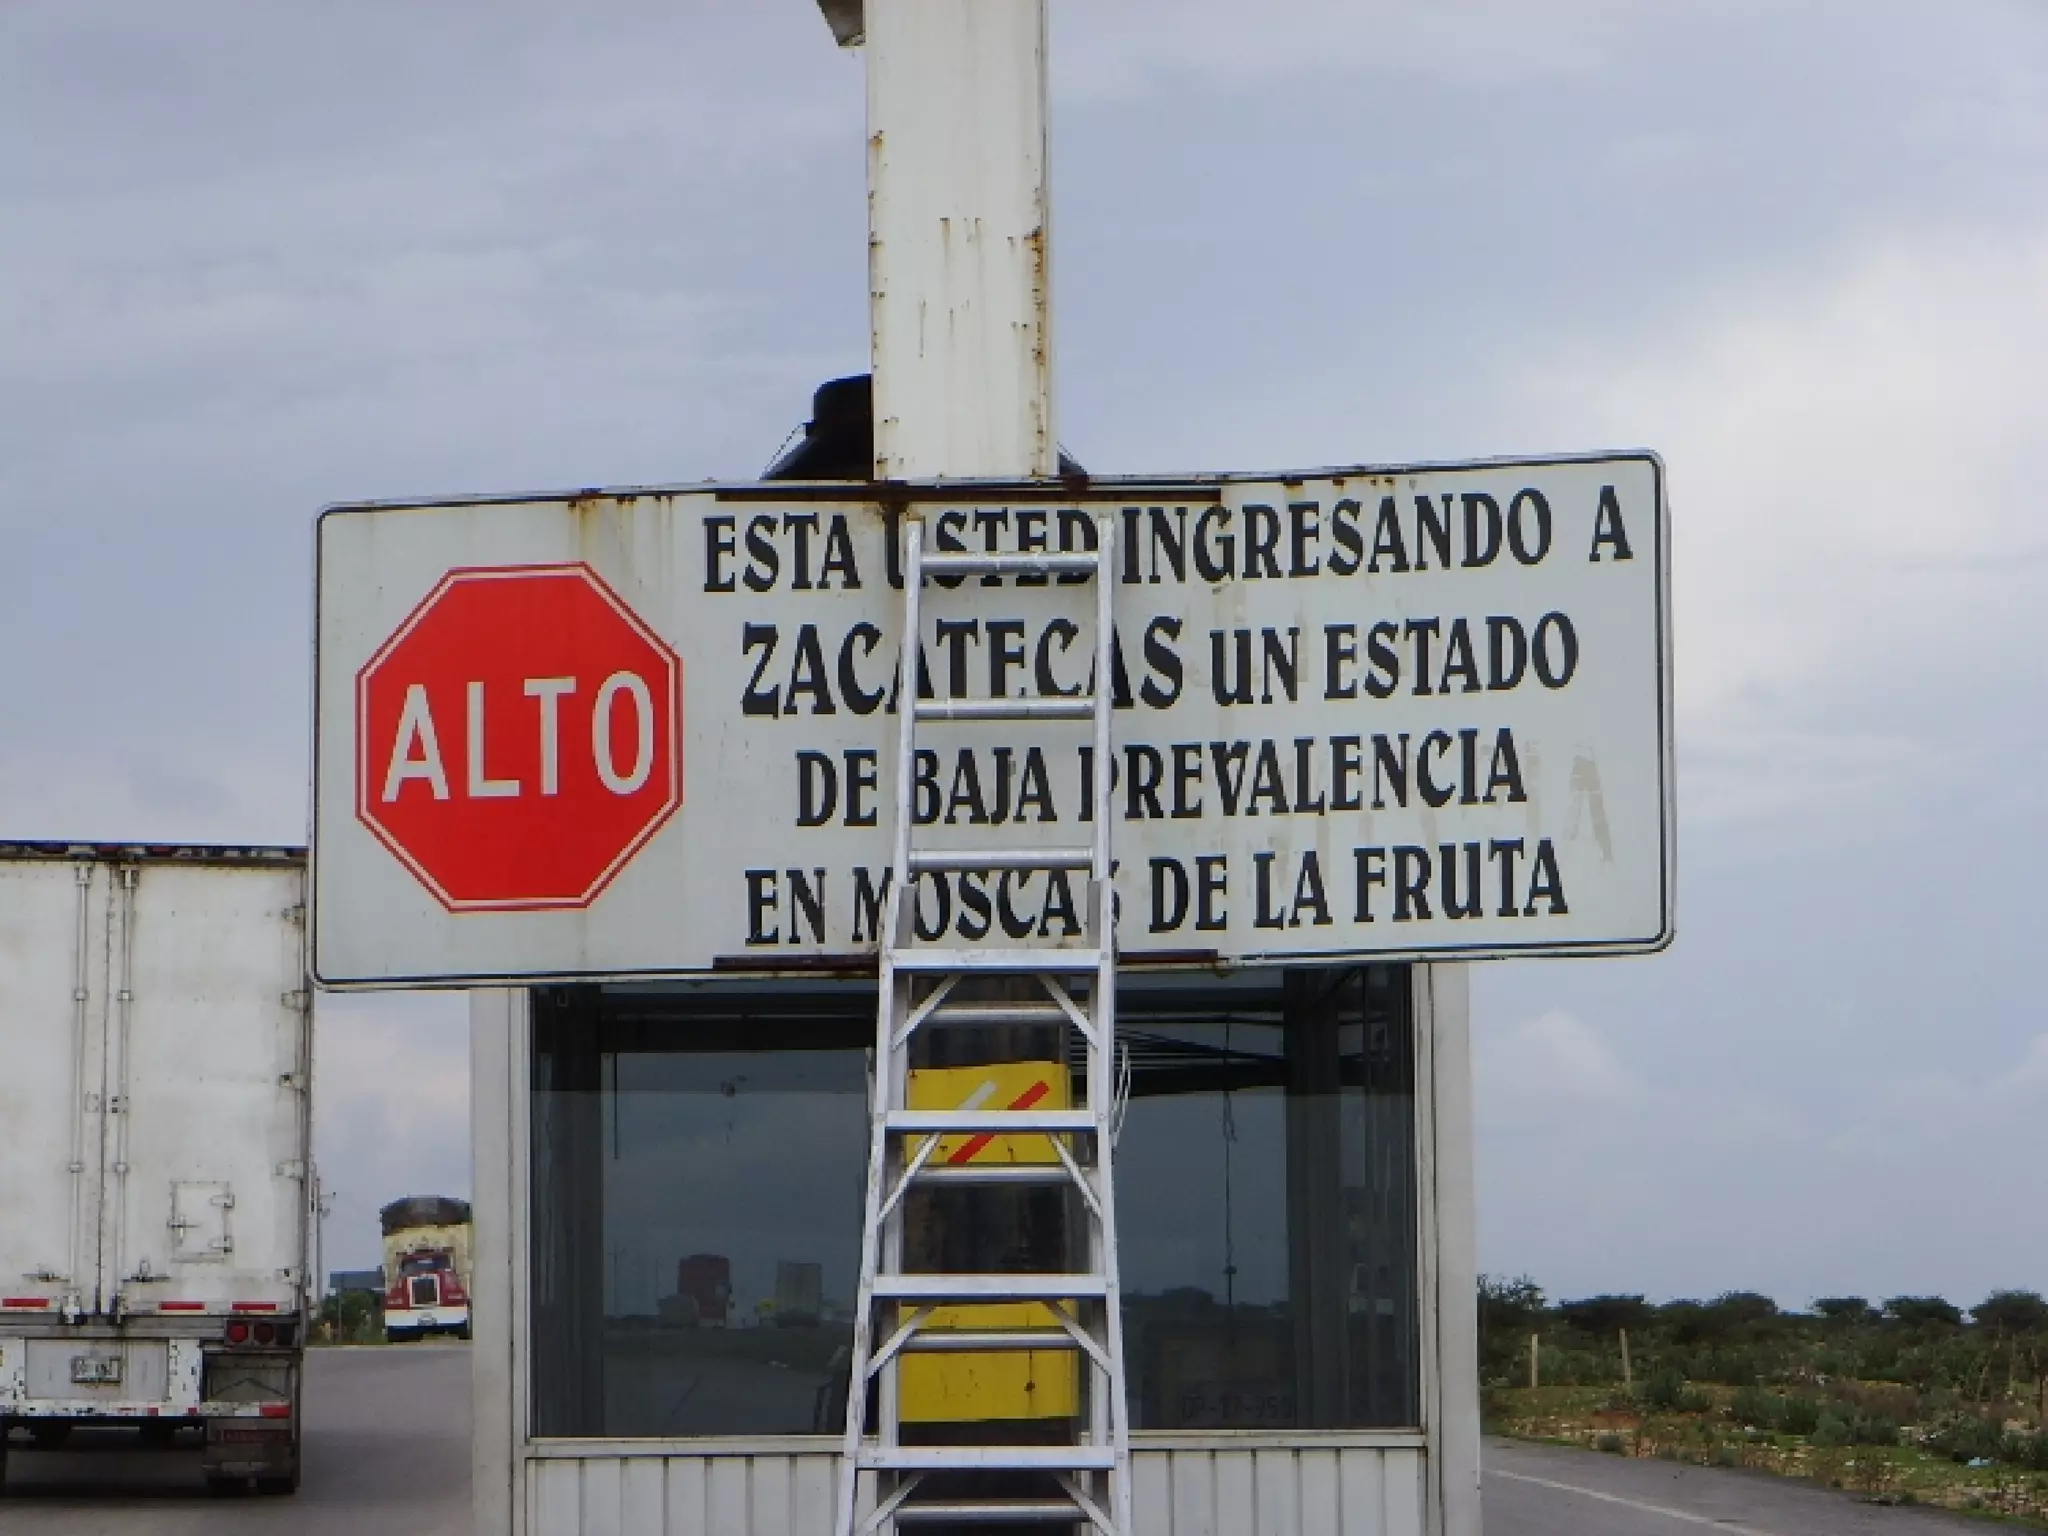 ALTO
ESTA USTED INGRESANDO A
ZACATECAS UN ESTADO
DE BAJA PREVALENCIA
EN MOSCAS DE LA FRUTA